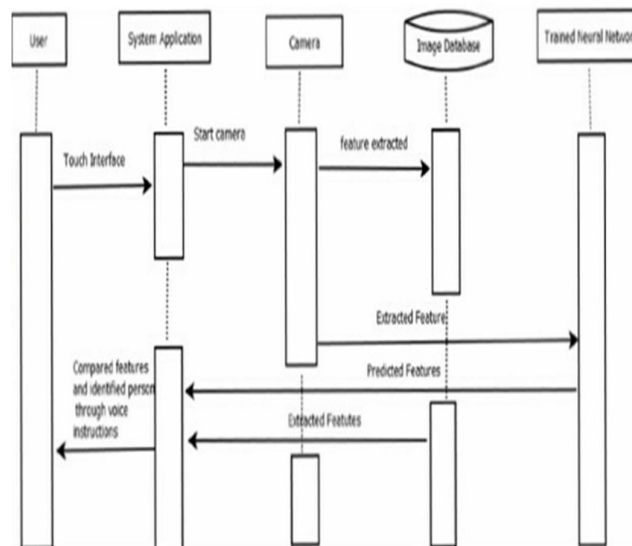 User
System Application
Camera
Image Database
Trained Neural Network
Start camera
feature extracted
Touch Interface
Extracted Feature
Predicted Features
Compared features
and identified person
through voice
instructions
Extracted Featutes